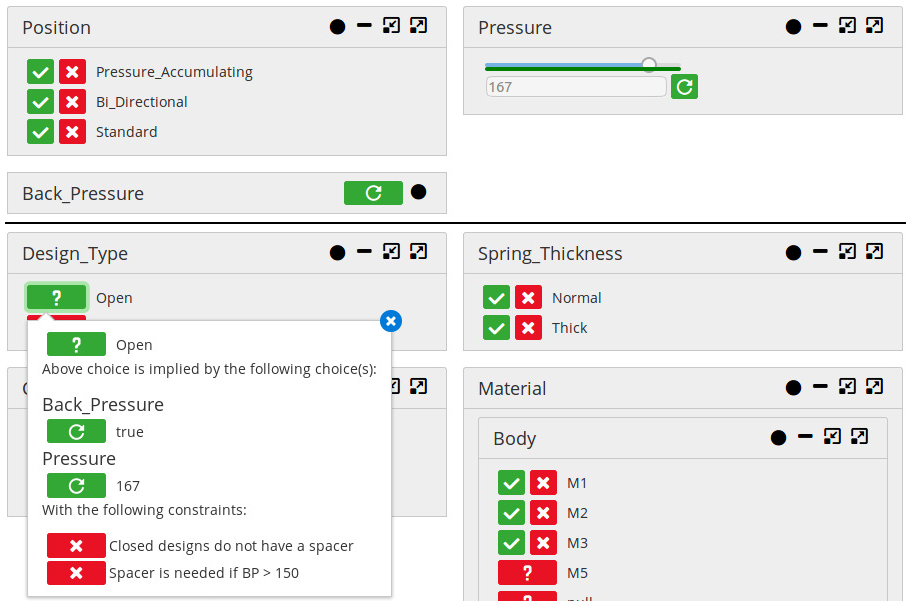 Position
Pressure_Accumulating
Bi_Directional
Standard
Pressure
167
Back_Pressure
Design_Type
? Open
? Open
Above choice is implied by the following choice(s):
Back_Pressure
true
Pressure
167
With the following constraints:
Closed designs do not have a spacer
Spacer is needed if BP > 150
Spring_Thickness
Normal
Thick
Material
Body
M1
M2
M3
? M5